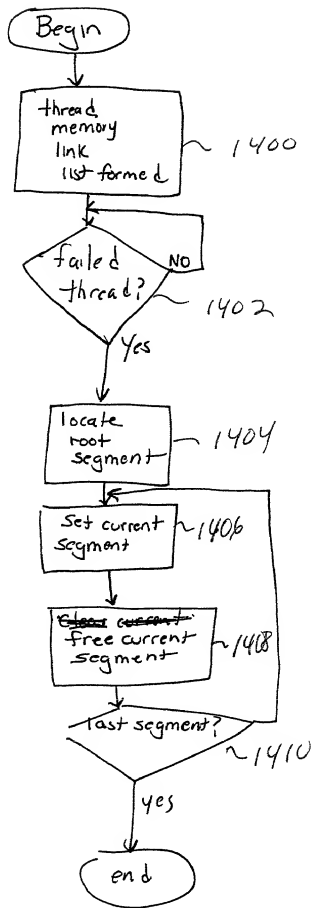 Begin
thread
memory
link
list formed
1400
failed
thread?
NO
1402
Yes
locate
root
segment
1404
set current
segment
1406
free current
segment
1408
last segment?
1410
yes
end